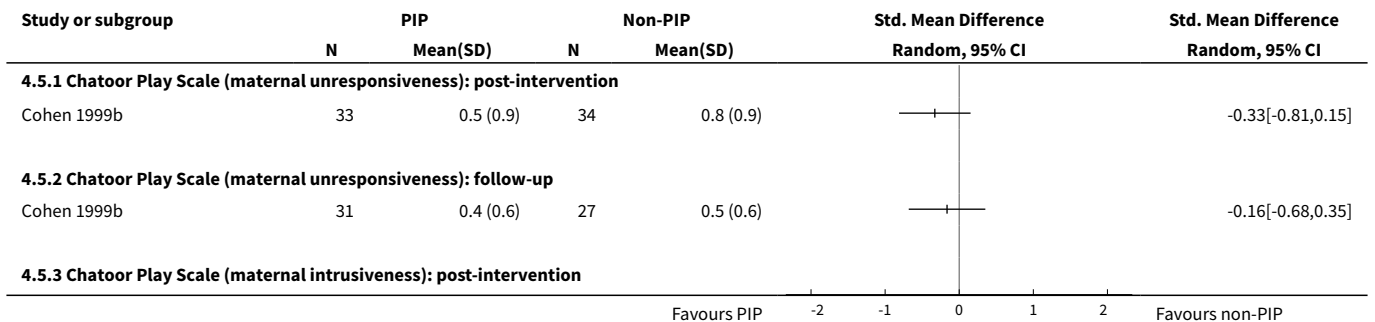 Study or subgroup PIP Non-PIP Std. Mean Difference Std. Mean Difference
N Mean(SD) N Mean(SD) Random, 95% CI Random, 95% CI
4.5.1 Chatoor Play Scale (maternal unresponsiveness): post-intervention
Cohen 1999b 33 0.5 (0.9) 34 0.8 (0.9) -0.33[-0.81,0.15]
4.5.2 Chatoor Play Scale (maternal unresponsiveness): follow-up
Cohen 1999b 31 0.4 (0.6) 27 0.5 (0.6) -0.16[-0.68,0.35]
4.5.3 Chatoor Play Scale (maternal intrusiveness): post-intervention
Favours PIP -2 -1 0 1 2 Favours non-PIP